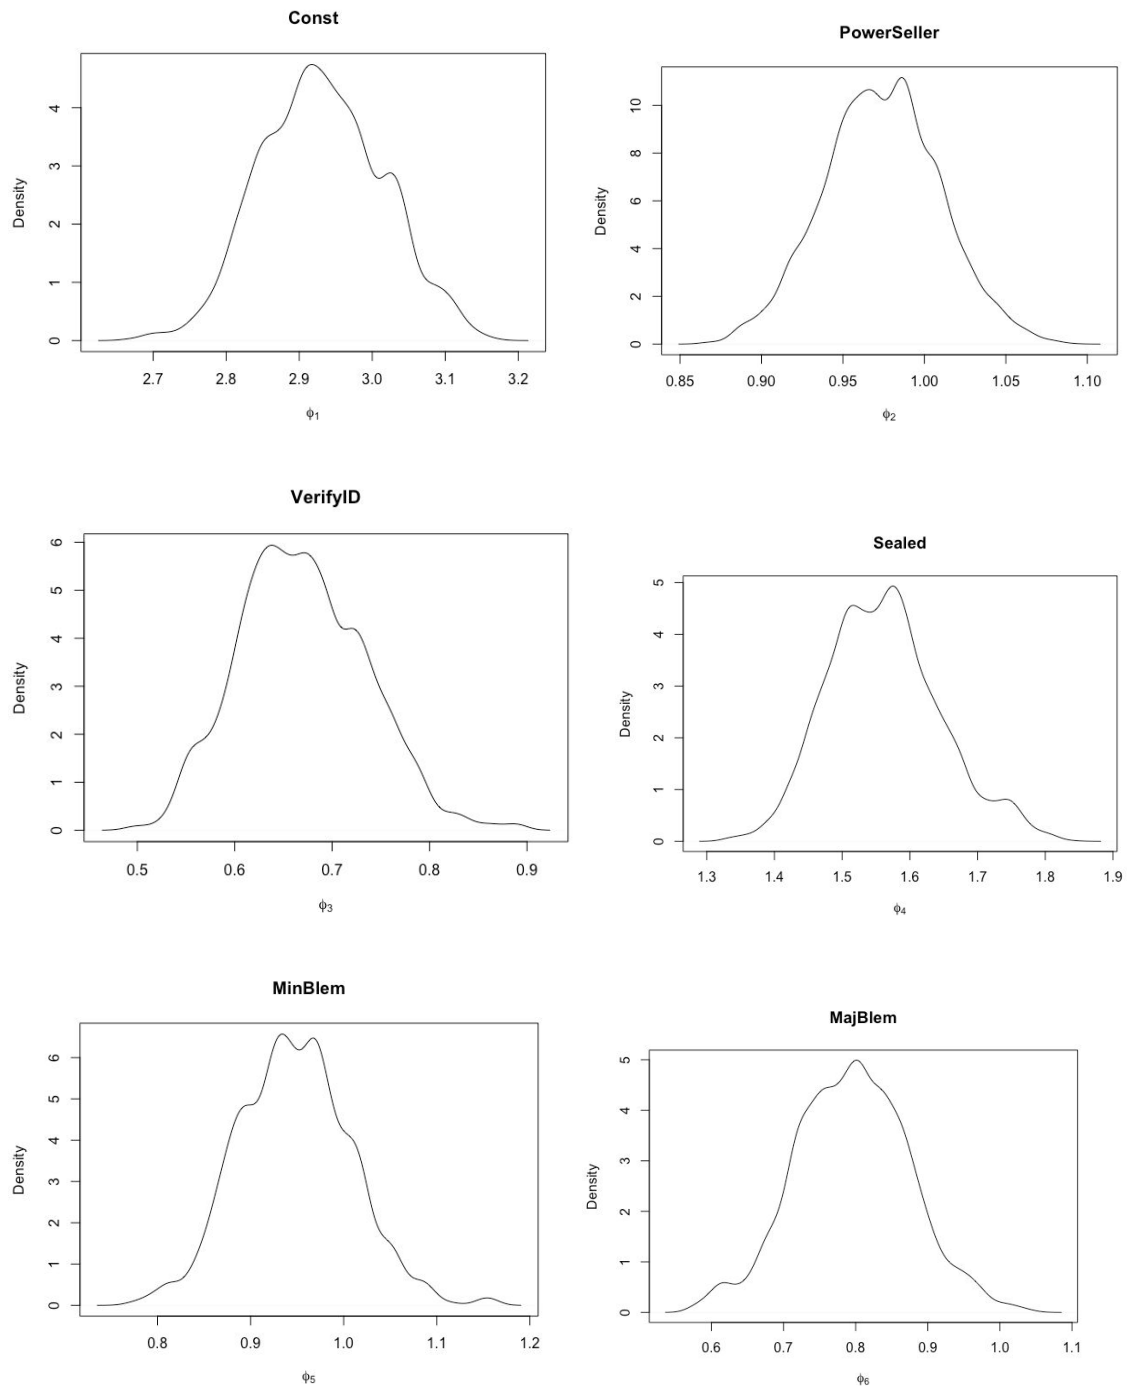 Const
Density
0 1 2 3 4
2.7 2.8 2.9 3.0 3.1 3.2
ϕ1
PowerSeller
Density
0 2 4 6 8 10
0.85 0.90 0.95 1.00 1.05 1.10
ϕ2
VerifyID
Density
0 1 2 3 4 5 6
0.5 0.6 0.7 0.8 0.9
ϕ3
Sealed
Density
0 1 2 3 4 5
1.3 1.4 1.5 1.6 1.7 1.8 1.9
ϕ4
MinBlem
Density
0 1 2 3 4 5 6
0.8 0.9 1.0 1.1 1.2
ϕ5
MajBlem
Density
0 1 2 3 4 5
0.6 0.7 0.8 0.9 1.0 1.1
ϕ6